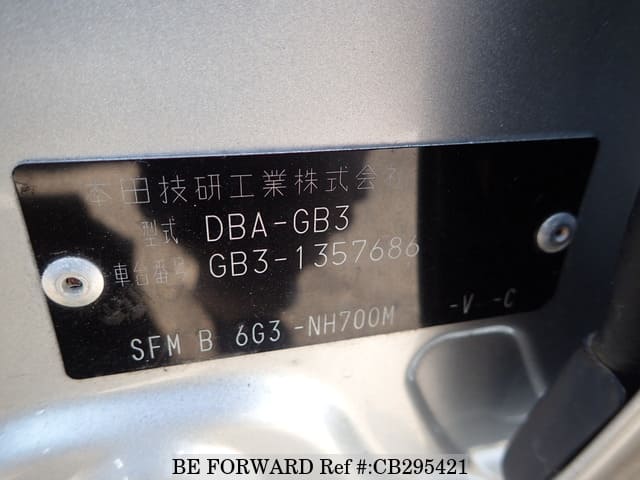 本田技研工業株式会社
型式 DBA-GB3
車台番号 GB3-1357686
SFM B 6G3 -NH700M -V -C
BE FORWARD Ref #:CB295421